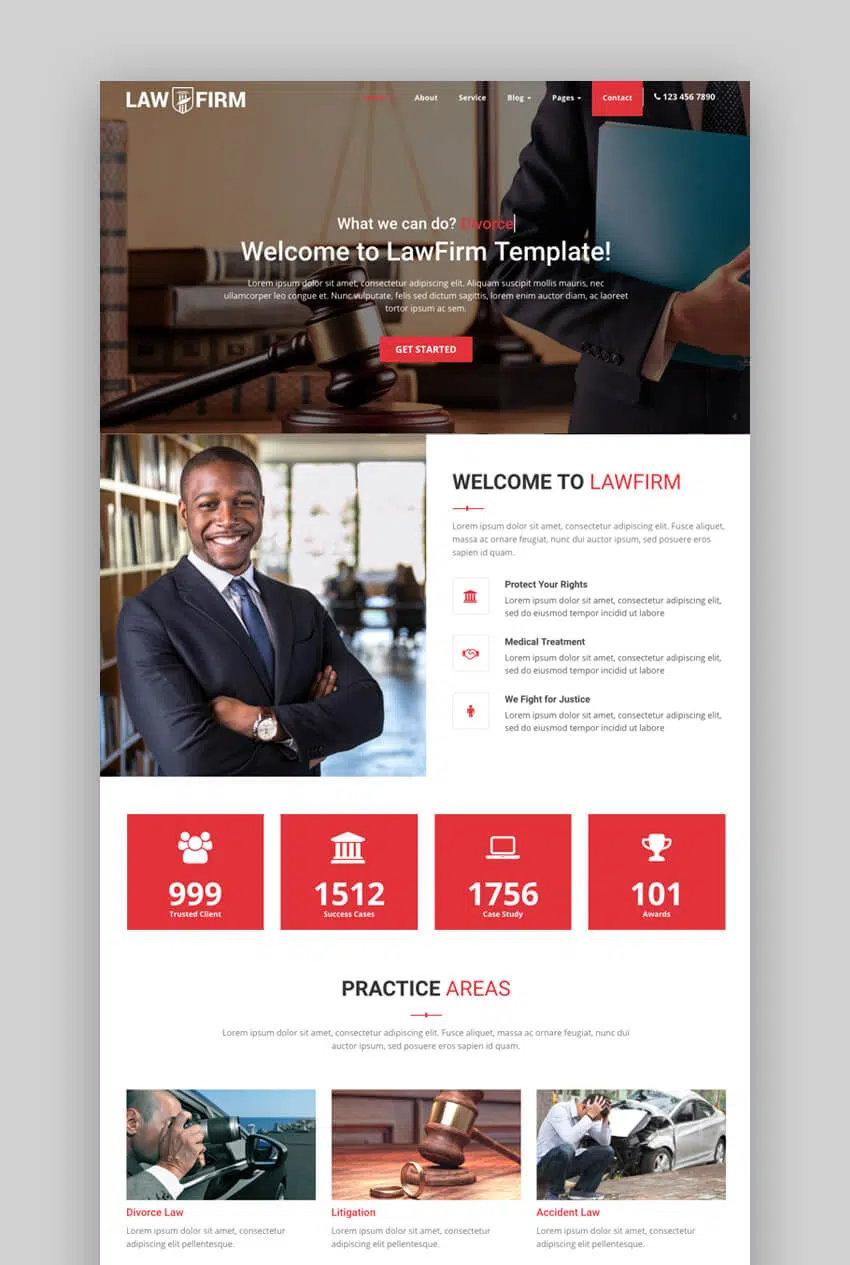 LAW FIRM
Home
About
Service
Blog
Pages
Contact
123 456 7890
What we can do? Divorce
Welcome to LawFirm Template!
Lorem ipsum dolor sit amet, consectetur adipiscing elit. Aliquam suscipit mollis mauris, nec
ullamcorper leo congue et. Nunc vulputate, felis sed dictum sagittis, lorem enim auctor diam, ac laoreet
tortor ipsum ac sem.
GET STARTED
WELCOME TO LAWFIRM
Lorem ipsum dolor sit amet, consectetur adipiscing elit. Fusce aliquet,
massa ac ornare feugiat, nunc dui auctor ipsum, sed posuere eros
sapien id quam.
Protect Your Rights
Lorem ipsum dolor sit amet, consectetur adipiscing elit,
sed do eiusmod tempor incidid ut labore
Medical Treatment
Lorem ipsum dolor sit amet, consectetur adipiscing elit,
sed do eiusmod tempor incidid ut labore
We Fight for Justice
Lorem ipsum dolor sit amet, consectetur adipiscing elit,
sed do eiusmod tempor incidid ut labore
999
Trusted Client
1512
Success Cases
1756
Case Study
101
Awards
PRACTICE AREAS
Lorem ipsum dolor sit amet, consectetur adipiscing elit. Fusce aliquet, massa ac ornare feugiat, nunc dui
auctor ipsum, sed posuere eros sapien id quam.
Divorce Law
Lorem ipsum dolor sit amet, consectetur
adipiscing elit pellentesque.
Litigation
Lorem ipsum dolor sit amet, consectetur
adipiscing elit pellentesque.
Accident Law
Lorem ipsum dolor sit amet, consectetur
adipiscing elit pellentesque.